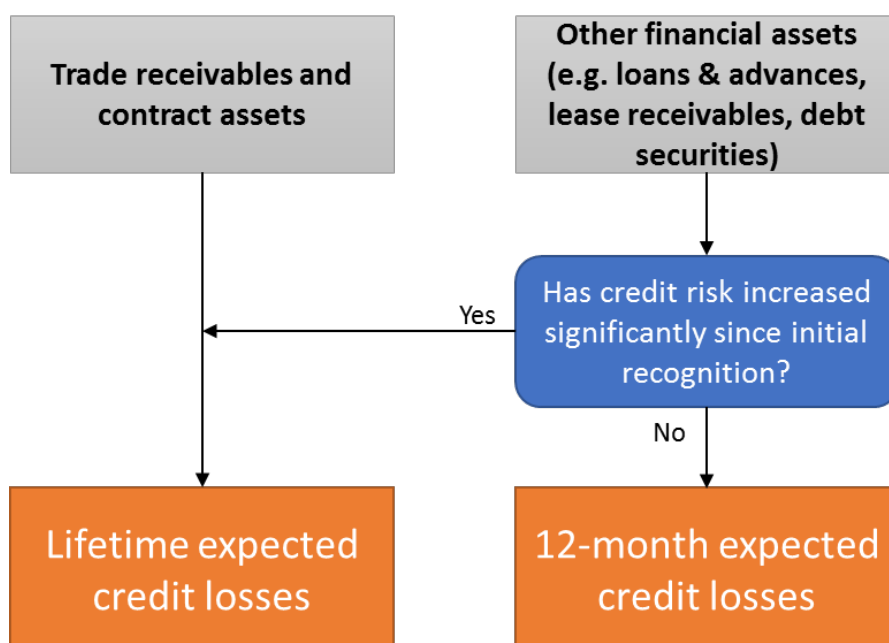 Trade receivables and
contract assets
Other financial assets
(e.g. loans & advances,
lease receivables, debt
securities)
Has credit risk increased
significantly since initial
recognition?
Yes
No
Lifetime expected
credit losses
12-month expected
credit losses